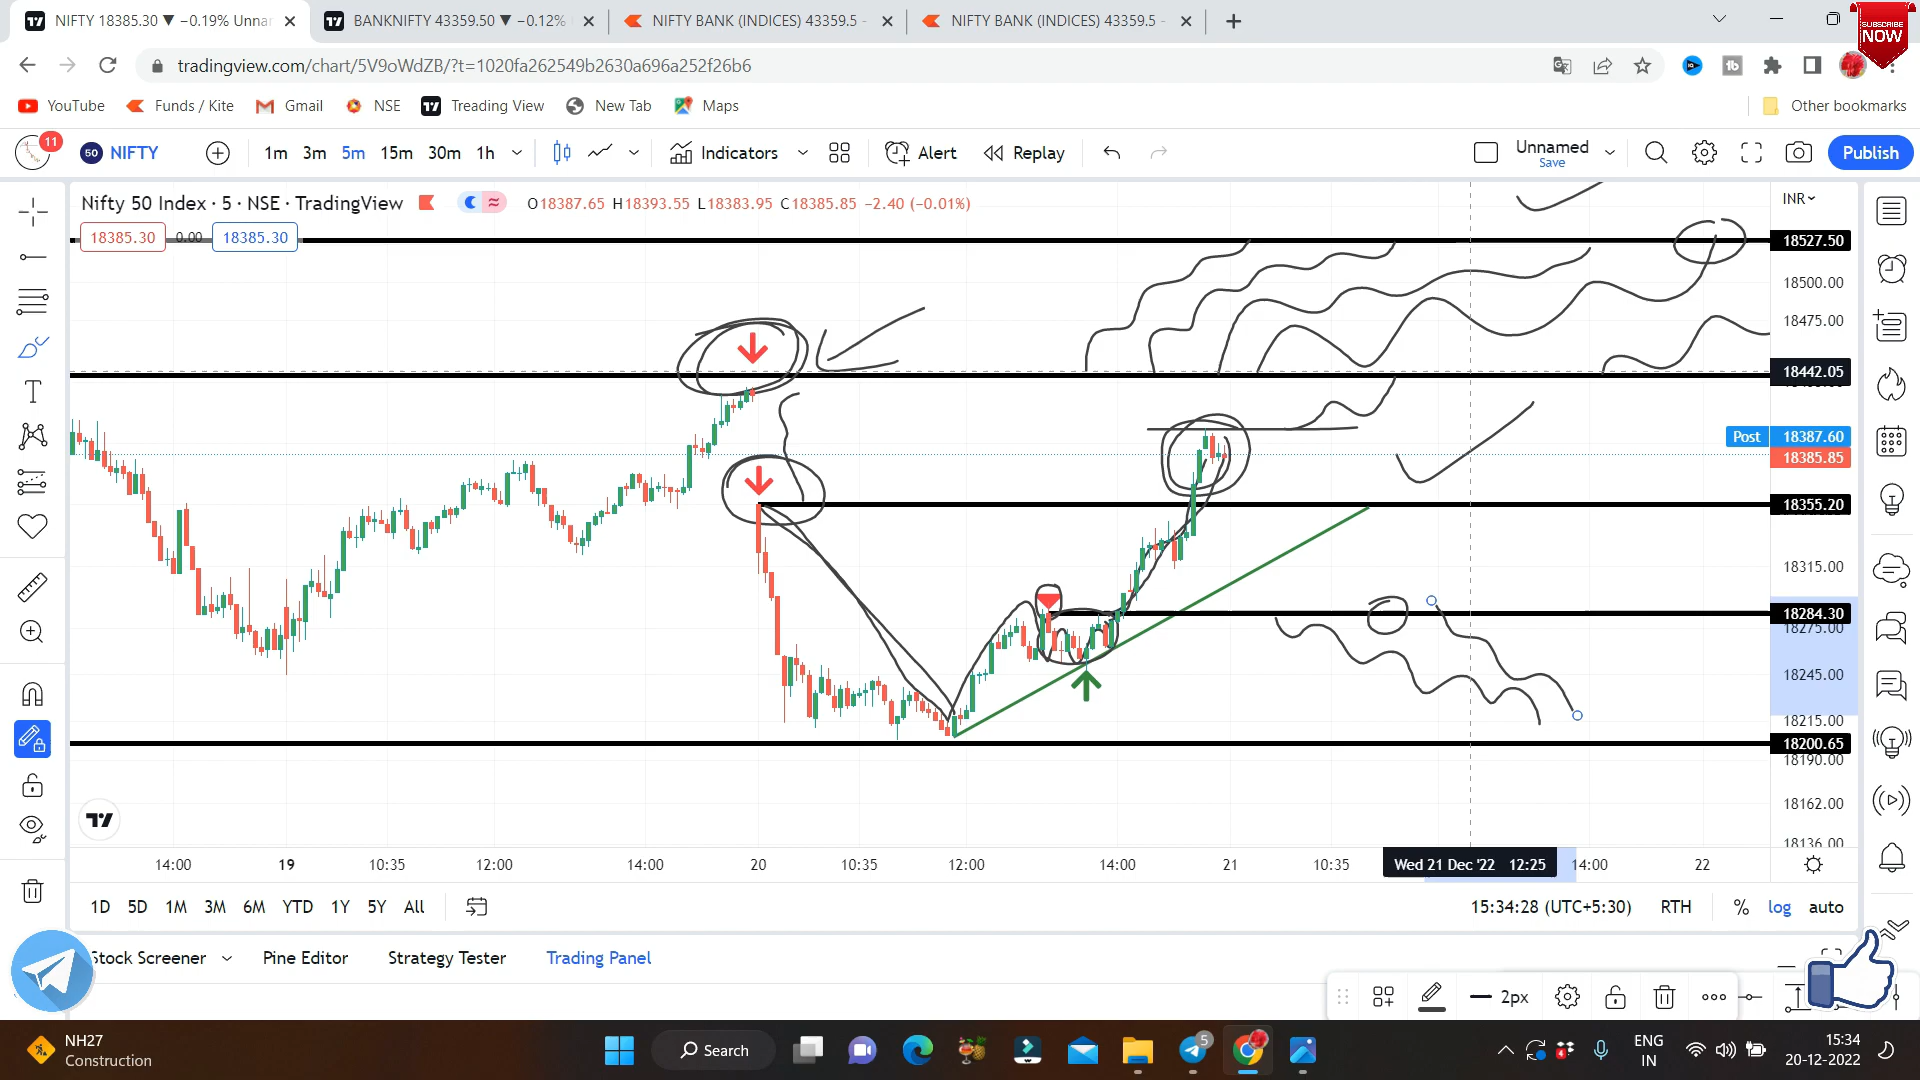 NIFTY 18385.30 ▼ −0.19% Unnar
BANKNIFTY 43359.50 ▼ −0.12%
NIFTY BANK (INDICES) 43359.5 -
NIFTY BANK (INDICES) 43359.5 -
SUBSCRIBE
NOW
tradingview.com/chart/5V9oWdZB/?t=1020fa262549b2630a696a252f26b6
YouTube
Funds / Kite
Gmail
NSE
Treading View
New Tab
Maps
Other bookmarks
11
50 NIFTY
1m 3m 5m 15m 30m 1h
Indicators
Alert
Replay
Unnamed
Save
Publish
Nifty 50 Index · 5 · NSE · TradingView
O18387.65 H18393.55 L18383.95 C18385.85 −2.40 (−0.01%)
INR
18385.30 0.00 18385.30
18527.50
18500.00
18475.00
18442.05
Post 18387.60
18385.85
18355.20
18315.00
18284.30
18275.00
18245.00
18215.00
18200.65
18190.00
18162.00
18136.00
14:00 19 10:35 12:00 14:00 20 10:35 12:00 14:00 21 10:35 Wed 21 Dec '22 12:25 14:00 22
1D 5D 1M 3M 6M YTD 1Y 5Y All
15:34:28 (UTC+5:30) RTH % log auto
Stock Screener Pine Editor Strategy Tester Trading Panel
2px
NH27
Construction
Search
5
ENG
IN
15:34
20-12-2022